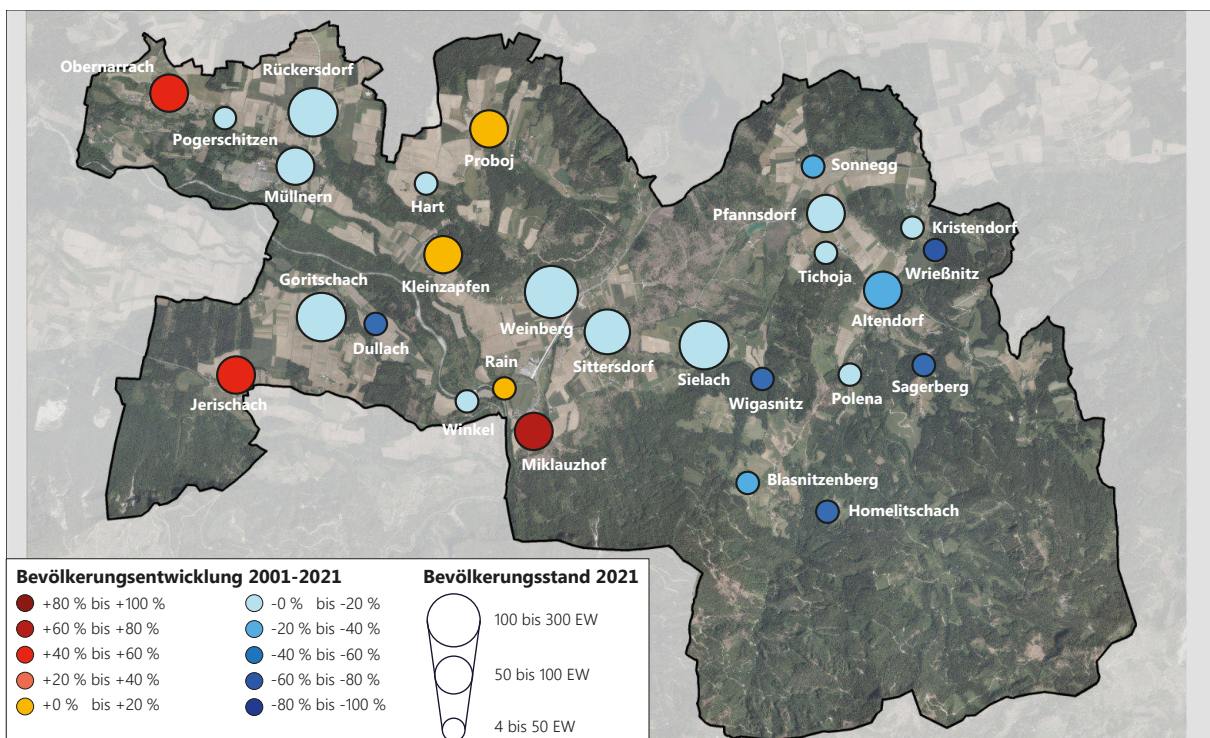 Obernarrach
Rückersdorf
Pogerschitzen
Proboj
Müllnern
Hart
Sonnegg
Pfannsdorf
Kristendorf
Wrießnitz
Tichoja
Goritschach
Kleinzapfen
Altendorf
Weinberg
Dullach
Sittersdorf
Rain
Sielach
Jerischach
Wigasnitz
Polena
Sagerberg
Winkel
Miklauzhof
Blasnitzenberg
Homelitschach
Bevölkerungsentwicklung 2001-2021
+80 % bis +100 %
+60 % bis +80 %
+40 % bis +60 %
+20 % bis +40 %
+0 % bis +20 %
-0 % bis -20 %
-20 % bis -40 %
-40 % bis -60 %
-60 % bis -80 %
-80 % bis -100 %
Bevölkerungsstand 2021
100 bis 300 EW
50 bis 100 EW
4 bis 50 EW